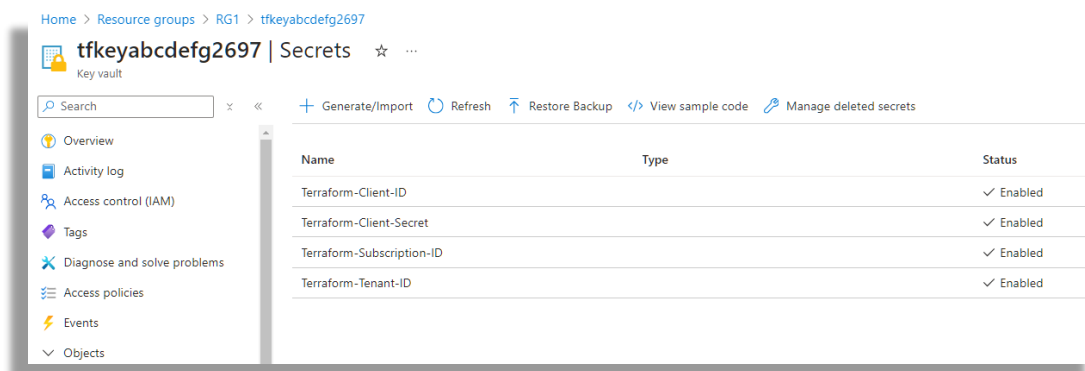 Home > Resource groups > RG1 > tfkeyabcdefg2697
tfkeyabcdefg2697 | Secrets
Key vault
Search
Generate/Import Refresh Restore Backup View sample code Manage deleted secrets
Overview
Activity log
Access control (IAM)
Tags
Diagnose and solve problems
Access policies
Events
Objects
Name Type Status
Terraform-Client-ID Enabled
Terraform-Client-Secret Enabled
Terraform-Subscription-ID Enabled
Terraform-Tenant-ID Enabled